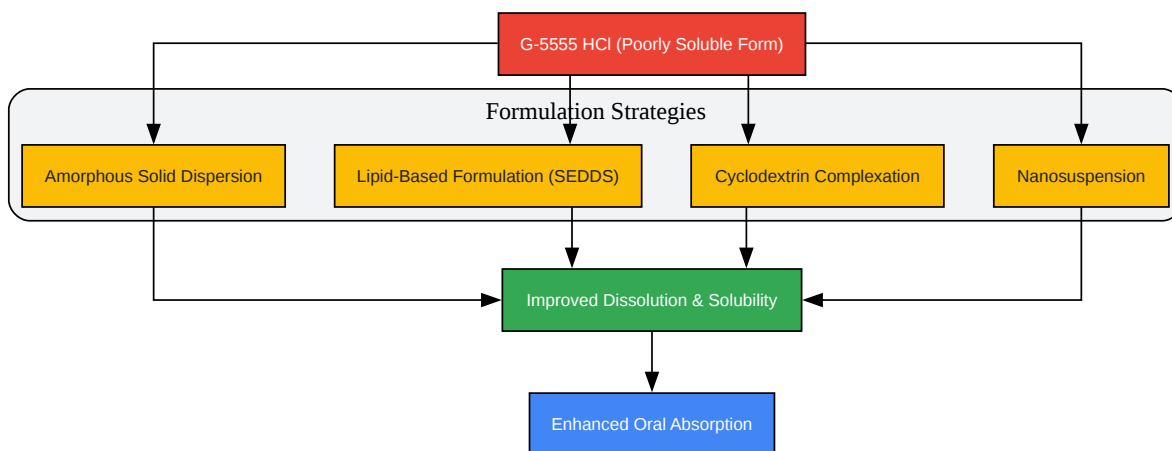 G-5555 HCl (Poorly Soluble Form)
Formulation Strategies
Amorphous Solid Dispersion
Lipid-Based Formulation (SEDDS)
Cyclodextrin Complexation
Nanosuspension
Improved Dissolution & Solubility
Enhanced Oral Absorption